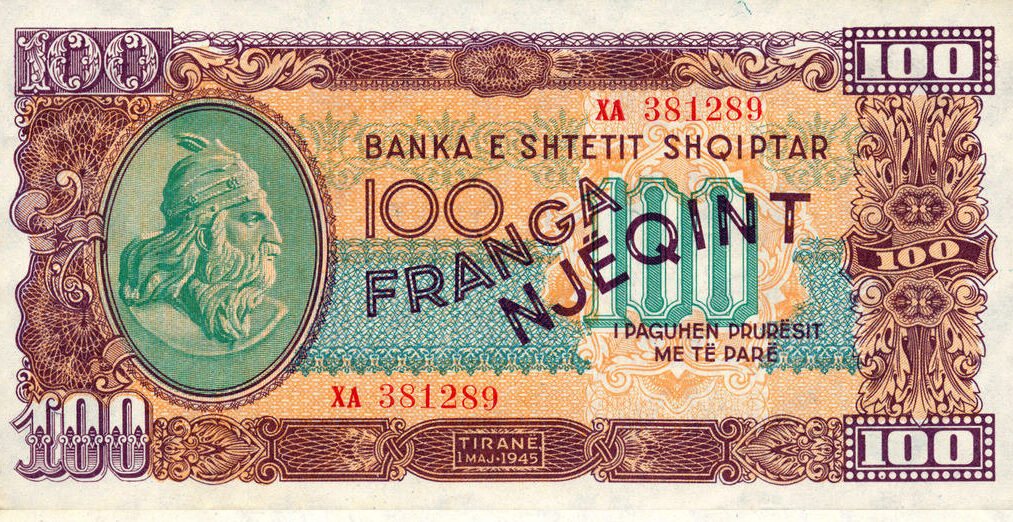 100
100
XA 381289
BANKA E SHTETIT SHQIPTAR
100
FRANGA
NJËQINT
100
100
I PAGUHEN PRURËSIT
ME TË PARË
XA 381289
100
TIRANË
1 MAJ·1945
100